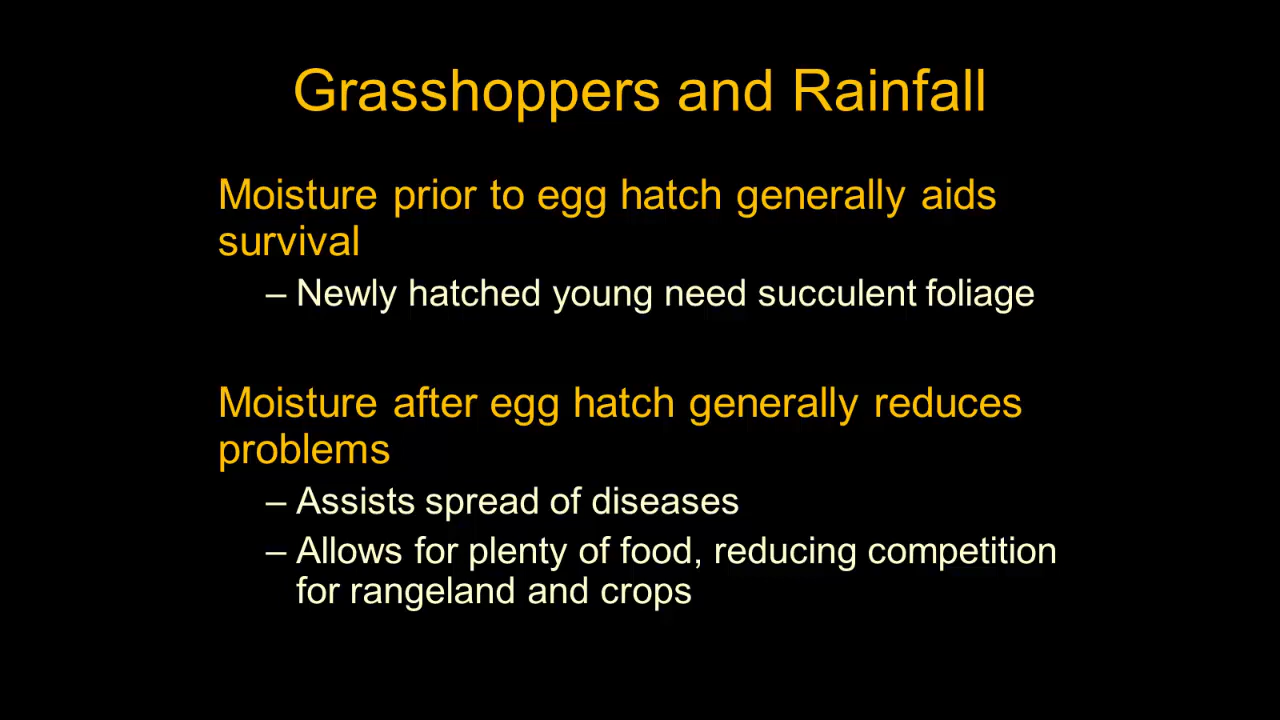 Grasshoppers and Rainfall
Moisture prior to egg hatch generally aids
survival
– Newly hatched young need succulent foliage
Moisture after egg hatch generally reduces
problems
– Assists spread of diseases
– Allows for plenty of food, reducing competition
for rangeland and crops